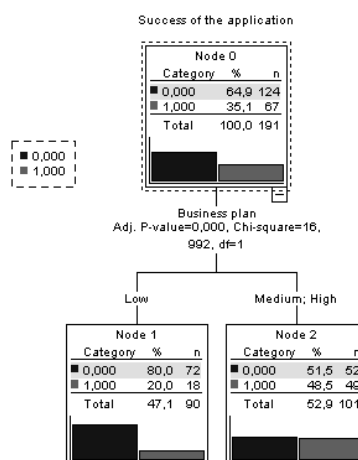 Success of the application
Node 0
Category % n
0,000 64,9 124
1,000 35,1 67
Total 100,0 191
0,000
1,000
Business plan
Adj. P-value=0,000, Chi-square=16,
992, df=1
Low
Medium; High
Node 1
Category % n
0,000 80,0 72
1,000 20,0 18
Total 47,1 90
Node 2
Category % n
0,000 51,5 52
1,000 48,5 49
Total 52,9 101